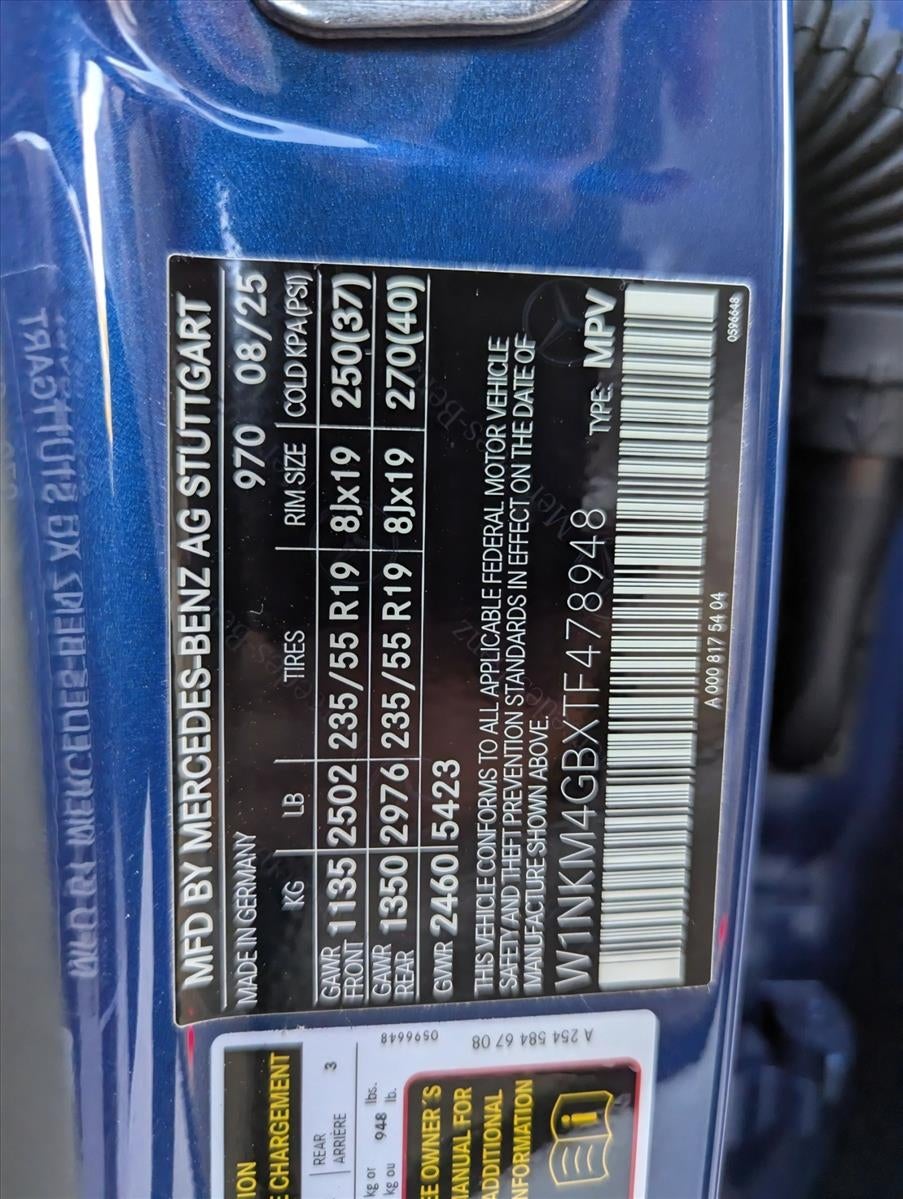 MFD BY MERCEDES-BENZ AG STUTTGART
MADE IN GERMANY 970 08/25
KG LB TIRES RIM SIZE COLD KPA(PSI)
GAWR FRONT 1135 2502 235/55 R19 8Jx19 250(37)
GAWR REAR 1350 2976 235/55 R19 8Jx19 270(40)
GWR 2460 5423
THIS VEHICLE CONFORMS TO ALL APPLICABLE FEDERAL MOTOR VEHICLE
SAFETY AND THEFT PREVENTION STANDARDS IN EFFECT ON THE DATE OF
MANUFACTURE SHOWN ABOVE.
W1NKM4GBXTF478948 TYPE: MPV
A 000 817 54 04
0596648
CHARGEMENT
REAR
ARRIÈRE
3
kg or
kg ou
948
lbs.
lb.
OWNER'S
MANUAL FOR
ADDITIONAL
INFORMATION
0596648
A 254 584 67 08